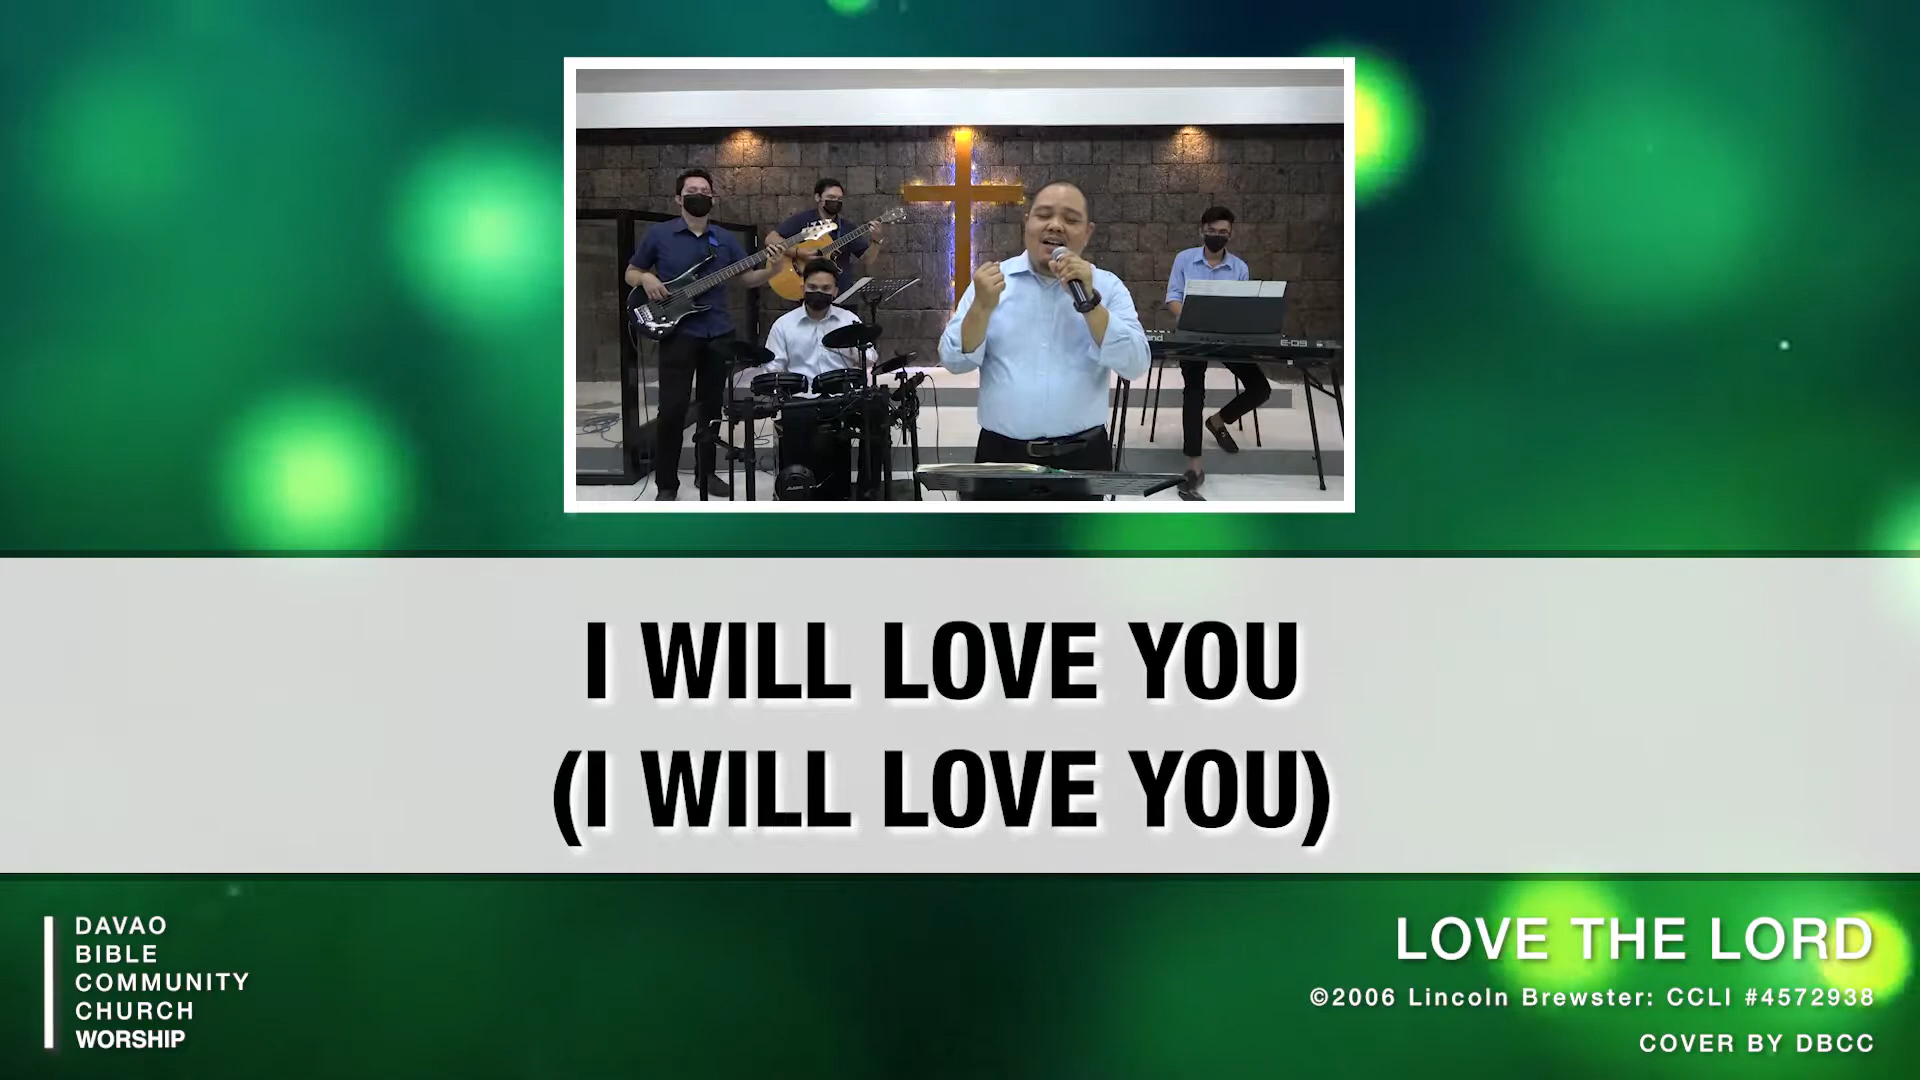 I WILL LOVE YOU
(I WILL LOVE YOU)
DAVAO
BIBLE
COMMUNITY
CHURCH
WORSHIP
LOVE THE LORD
©2006 Lincoln Brewster: CCLI #4572938
COVER BY DBCC
E-09